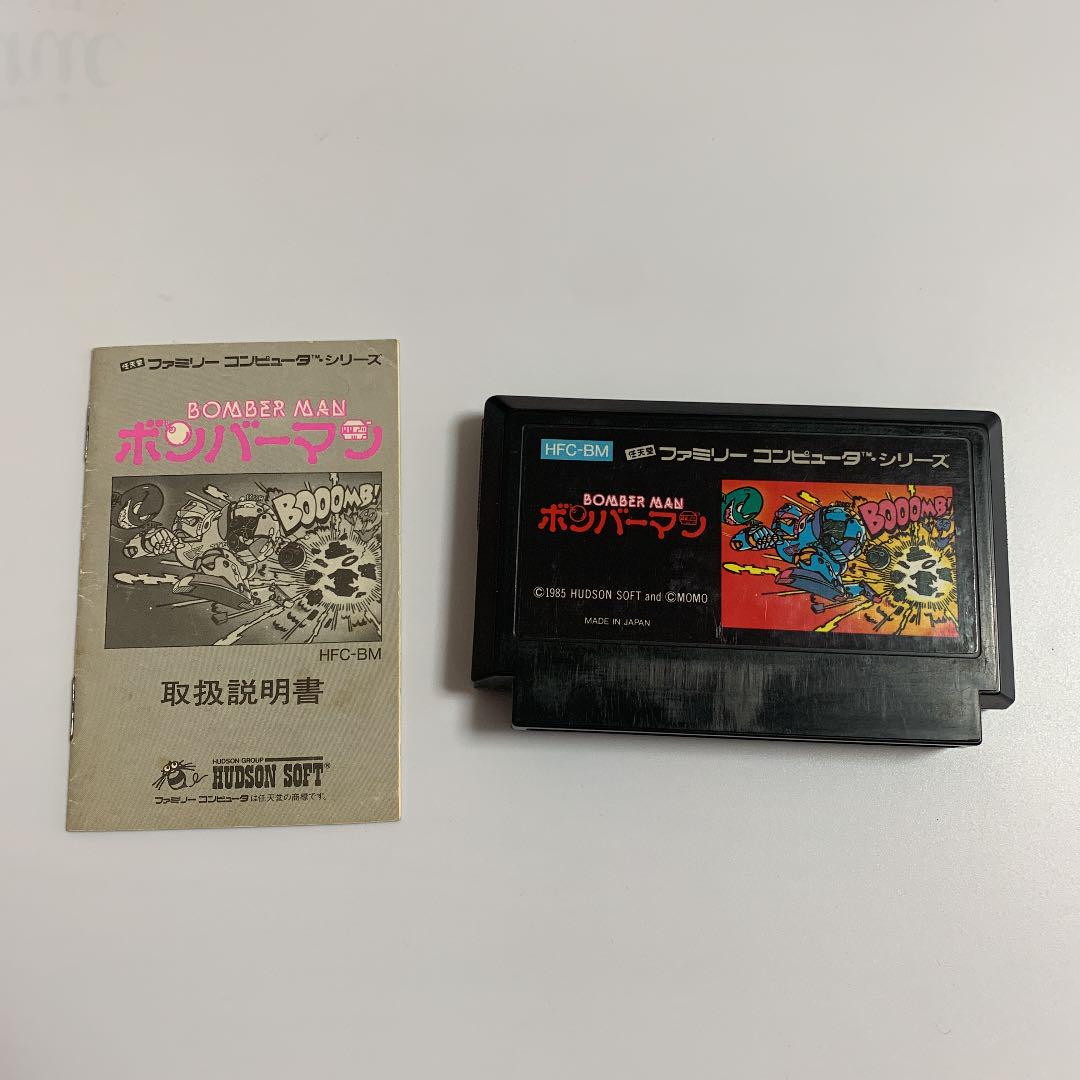 任天堂 ファミリー コンピュータ™・シリーズ
BOMBER MAN
ボンバーマン
BOOOMB!
HFC-BM
取扱説明書
HUDSON GROUP
HUDSON SOFT®
ファミリー コンピュータは任天堂の商標です。
HFC-BM 任天堂 ファミリー コンピュータ™・シリーズ
BOMBER MAN
ボンバーマン
BOOOMB!
©1985 HUDSON SOFT and ©MOMO
MADE IN JAPAN